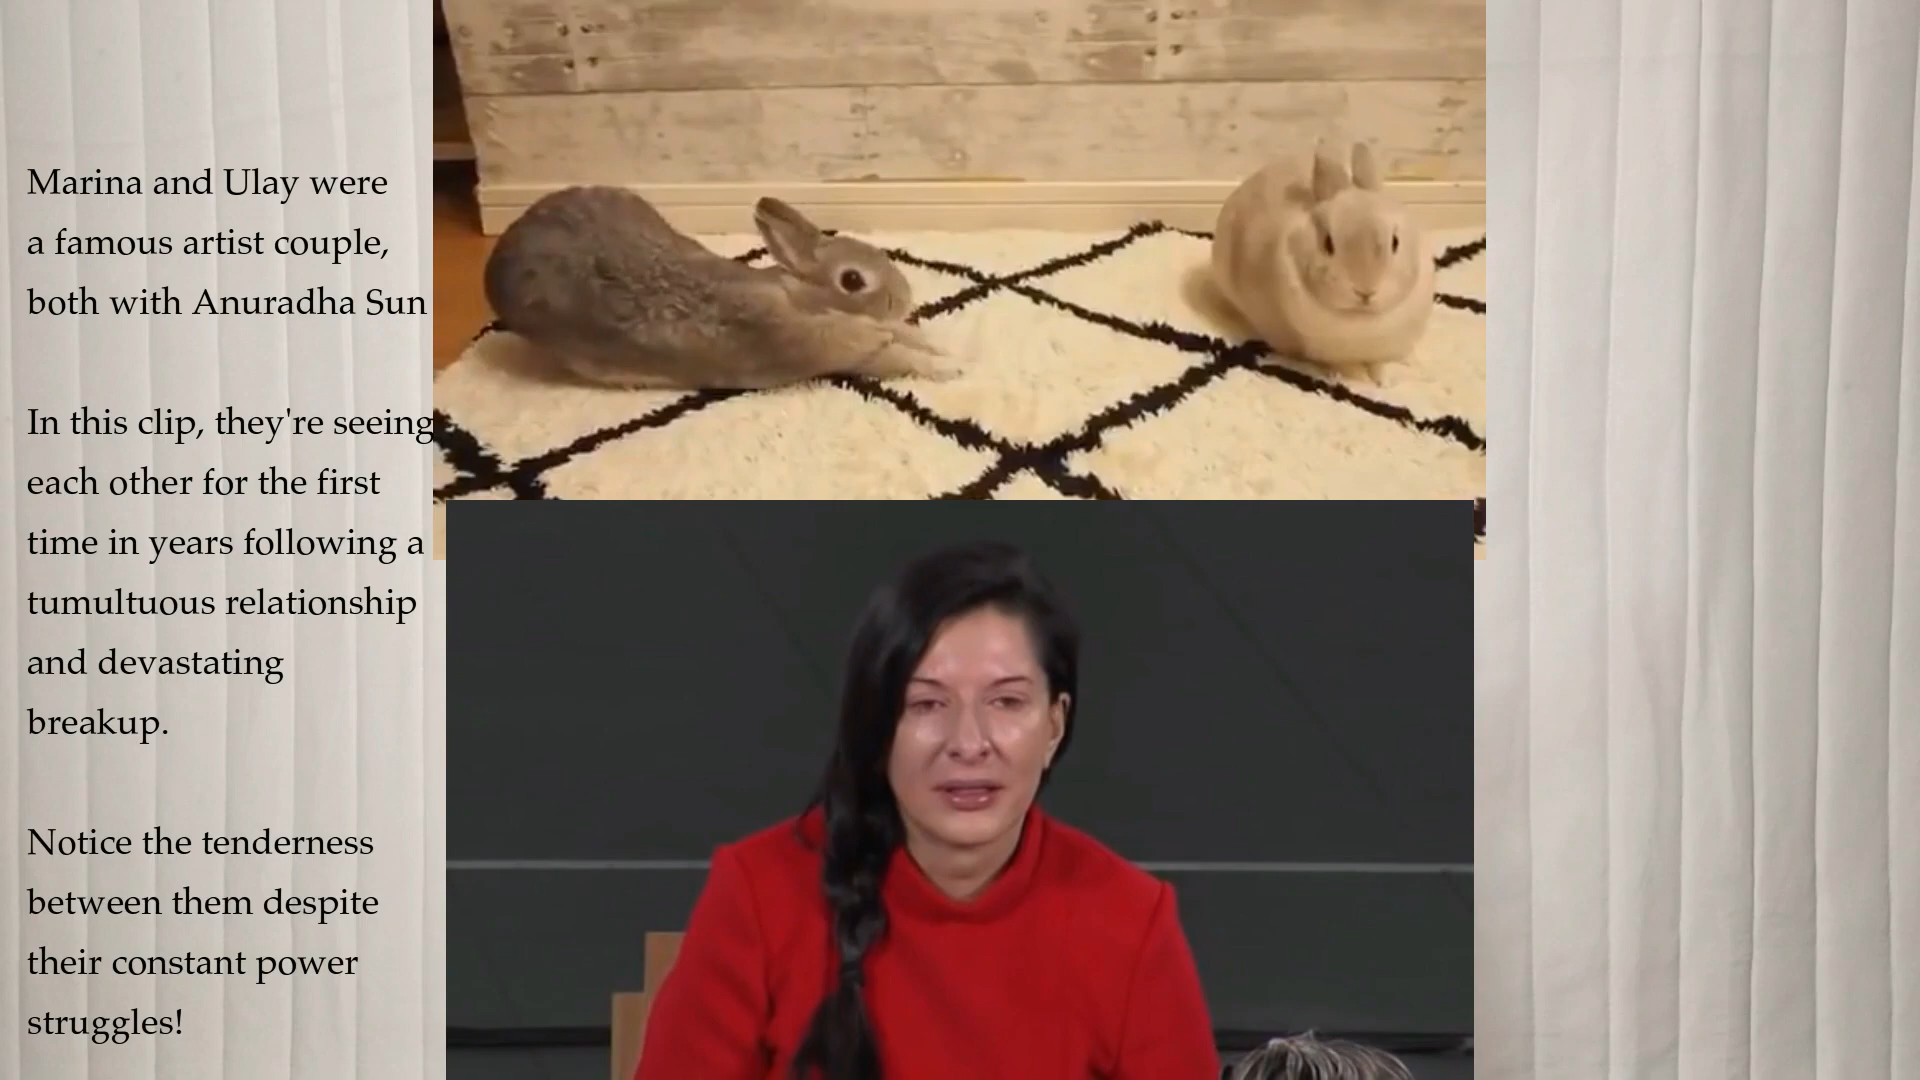 Marina and Ulay were
a famous artist couple,
both with Anuradha Sun
In this clip, they're seeing
each other for the first
time in years following a
tumultuous relationship
and devastating
breakup.
Notice the tenderness
between them despite
their constant power
struggles!